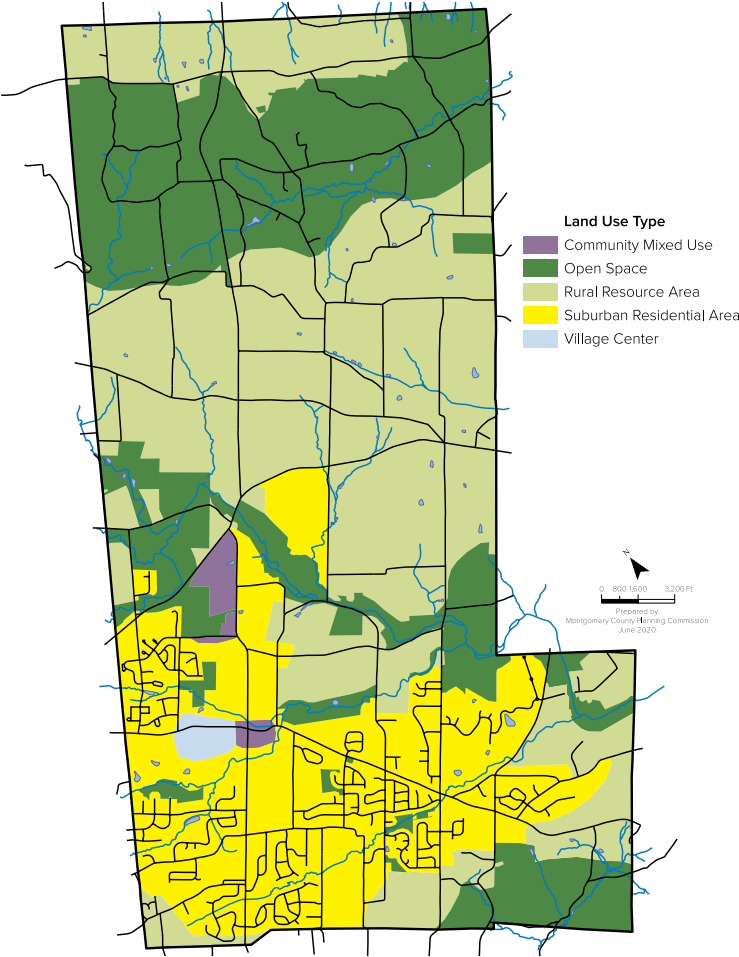 Land Use Type
Community Mixed Use
Open Space
Rural Resource Area
Suburban Residential Area
Village Center
N
0 800 1,600 3,200 Ft.
Prepared by
Montgomery County Planning Commission
June 2020